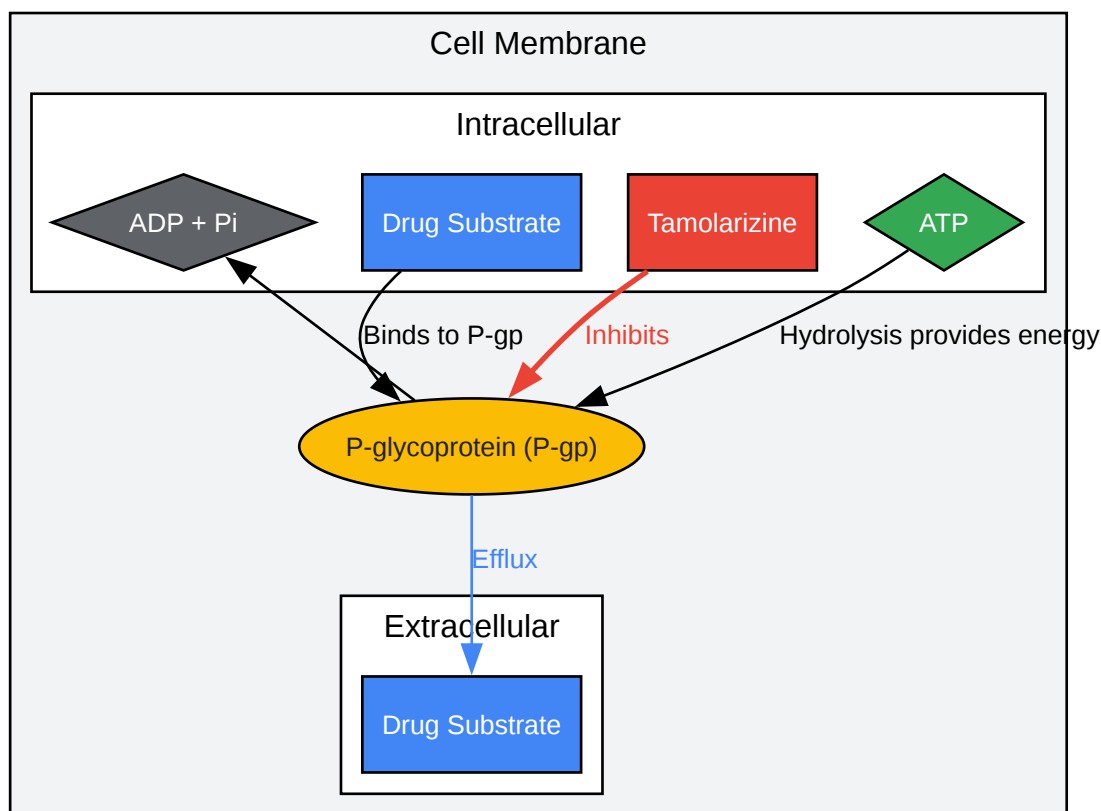 Cell Membrane
Intracellular
ADP + Pi
Drug Substrate
Tamolarizine
ATP
Binds to P-gp
Inhibits
Hydrolysis provides energy
P-glycoprotein (P-gp)
Efflux
Extracellular
Drug Substrate